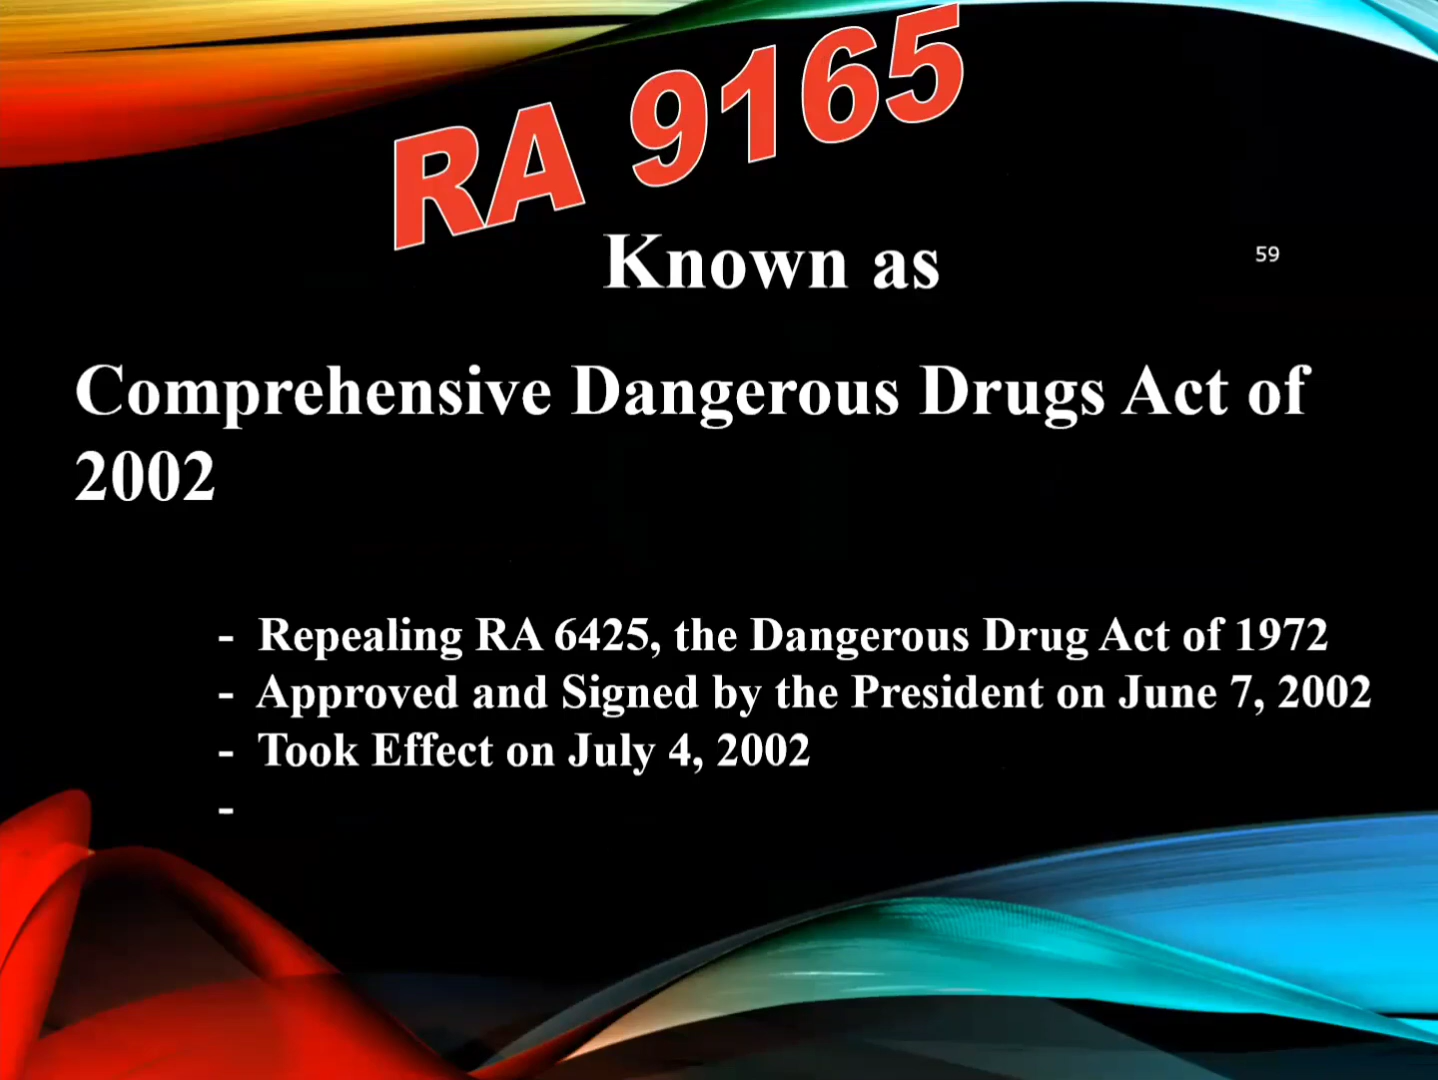 RA 9165
Known as
59
Comprehensive Dangerous Drugs Act of
2002
- Repealing RA 6425, the Dangerous Drug Act of 1972
- Approved and Signed by the President on June 7, 2002
- Took Effect on July 4, 2002
-